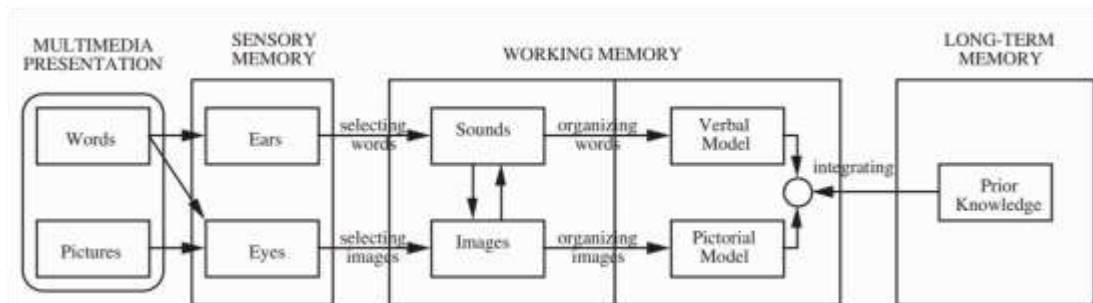 MULTIMEDIA
PRESENTATION
SENSORY
MEMORY
WORKING MEMORY
LONG-TERM
MEMORY
Words
Ears
selecting
words
Sounds
organizing
words
Verbal
Model
integrating
Prior
Knowledge
Pictures
Eyes
selecting
images
Images
organizing
images
Pictorial
Model